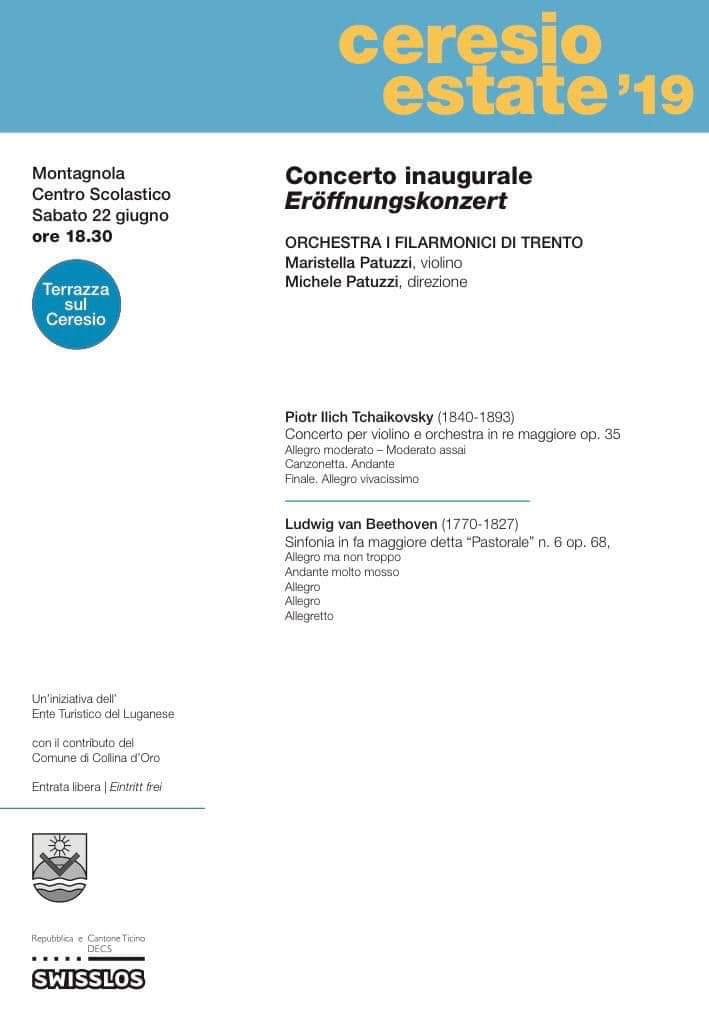 ceresio
estate '19
Montagnola
Centro Scolastico
Sabato 22 giugno
ore 18.30
Terrazza
sul
Ceresio
Concerto inaugurale
Eröffnungskonzert
ORCHESTRA I FILARMONICI DI TRENTO
Maristella Patuzzi, violino
Michele Patuzzi, direzione
Piotr Ilich Tchaikovsky (1840-1893)
Concerto per violino e orchestra in re maggiore op. 35
Allegro moderato – Moderato assai
Canzonetta. Andante
Finale. Allegro vivacissimo
Ludwig van Beethoven (1770-1827)
Sinfonia in fa maggiore detta “Pastorale” n. 6 op. 68,
Allegro ma non troppo
Andante molto mosso
Allegro
Allegro
Allegretto
Un'iniziativa dell'
Ente Turistico del Luganese
con il contributo del
Comune di Collina d'Oro
Entrata libera | Eintritt frei
Repubblica e Cantone Ticino
DECS
SWISSLOS